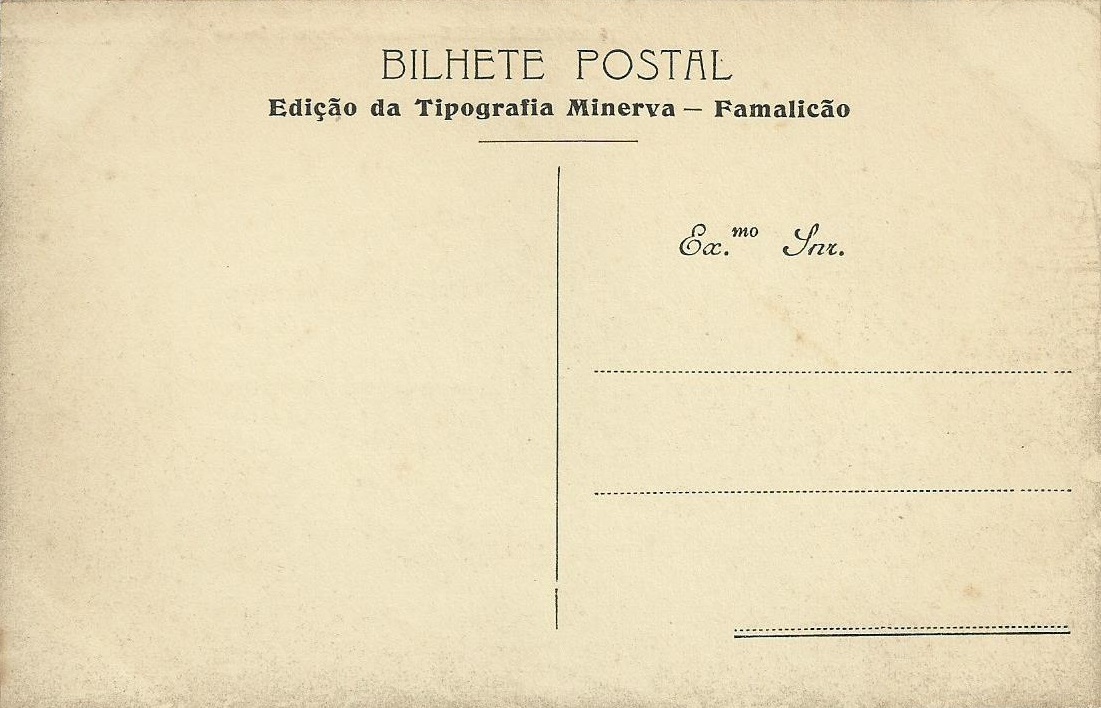 BILHETE POSTAL
Edição da Tipografia Minerva — Famalicão
Ex.mo Snr.